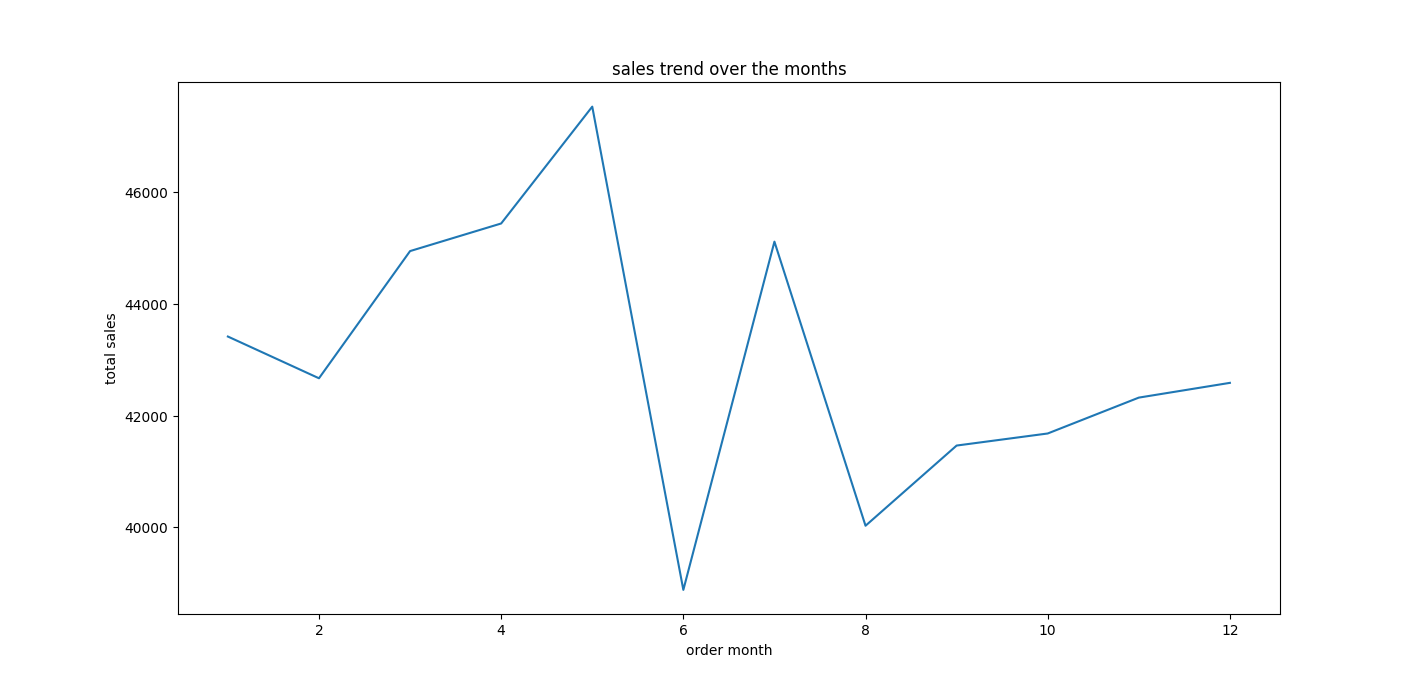 sales trend over the months
total sales
46000
44000
42000
40000
2 4 6 8 10 12
order month